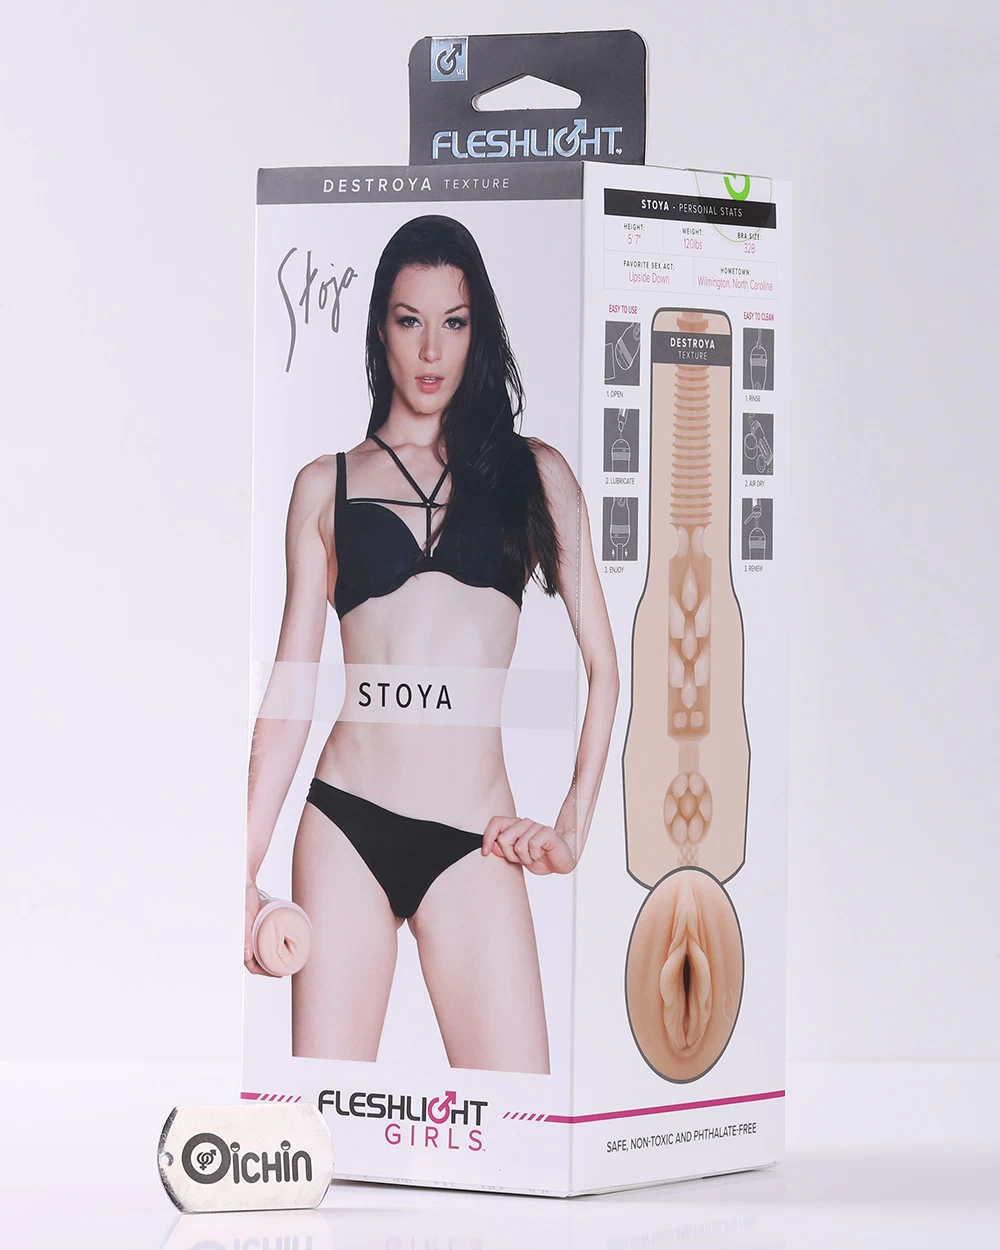 FLESHLIGHT
DESTROYA TEXTURE
Stoya
STOYA
FLESHLIGHT
GIRLS
STOYA - PERSONAL STATS
HEIGHT: WEIGHT: BRA SIZE:
5'7" 120lbs 32B
FAVORITE SEX ACT: HOMETOWN:
Upside Down Wilmington, North Carolina
EASY TO USE
1. OPEN
2. LUBRICATE
3. ENJOY
DESTROYA
TEXTURE
EASY TO CLEAN
1. RINSE
2. AIR DRY
3. RENEW
SAFE, NON-TOXIC AND PHTHALATE-FREE
Oichin